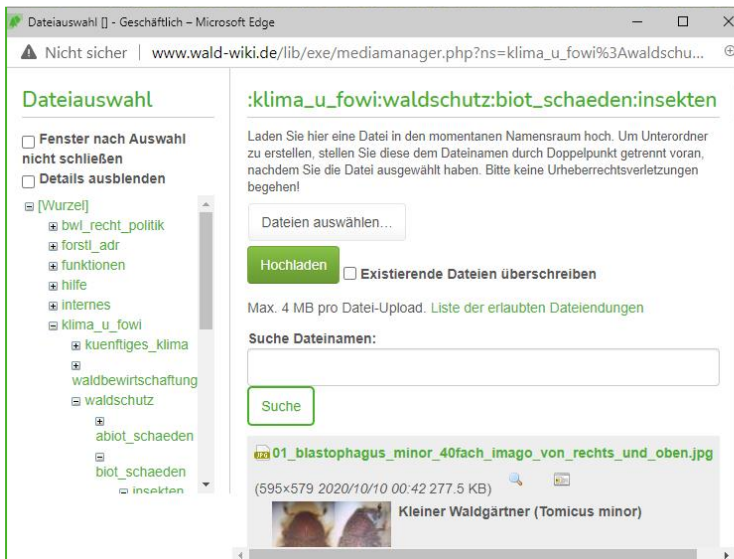 Dateiauswahl [] - Geschäftlich – Microsoft Edge
Nicht sicher | www.wald-wiki.de/lib/exe/mediamanager.php?ns=klima_u_fowi%3Awaldschu...
Dateiauswahl
Fenster nach Auswahl
nicht schließen
Details ausblenden
[Wurzel]
bwl_recht_politik
forstl_adr
funktionen
hilfe
internes
klima_u_fowi
kuenftiges_klima
waldbewirtschaftung
waldschutz
abiot_schaeden
biot_schaeden
insekten
:klima_u_fowi:waldschutz:biot_schaeden:insekten
Laden Sie hier eine Datei in den momentanen Namensraum hoch. Um Unterordner
zu erstellen, stellen Sie diese dem Dateinamen durch Doppelpunkt getrennt voran,
nachdem Sie die Datei ausgewählt haben. Bitte keine Urheberrechtsverletzungen
begehen!
Dateien auswählen...
Hochladen
Existierende Dateien überschreiben
Max. 4 MB pro Datei-Upload. Liste der erlaubten Dateiendungen
Suche Dateinamen:
Suche
01_blastophagus_minor_40fach_imago_von_rechts_und_oben.jpg
(595×579 2020/10/10 00:42 277.5 KB)
Kleiner Waldgärtner (Tomicus minor)